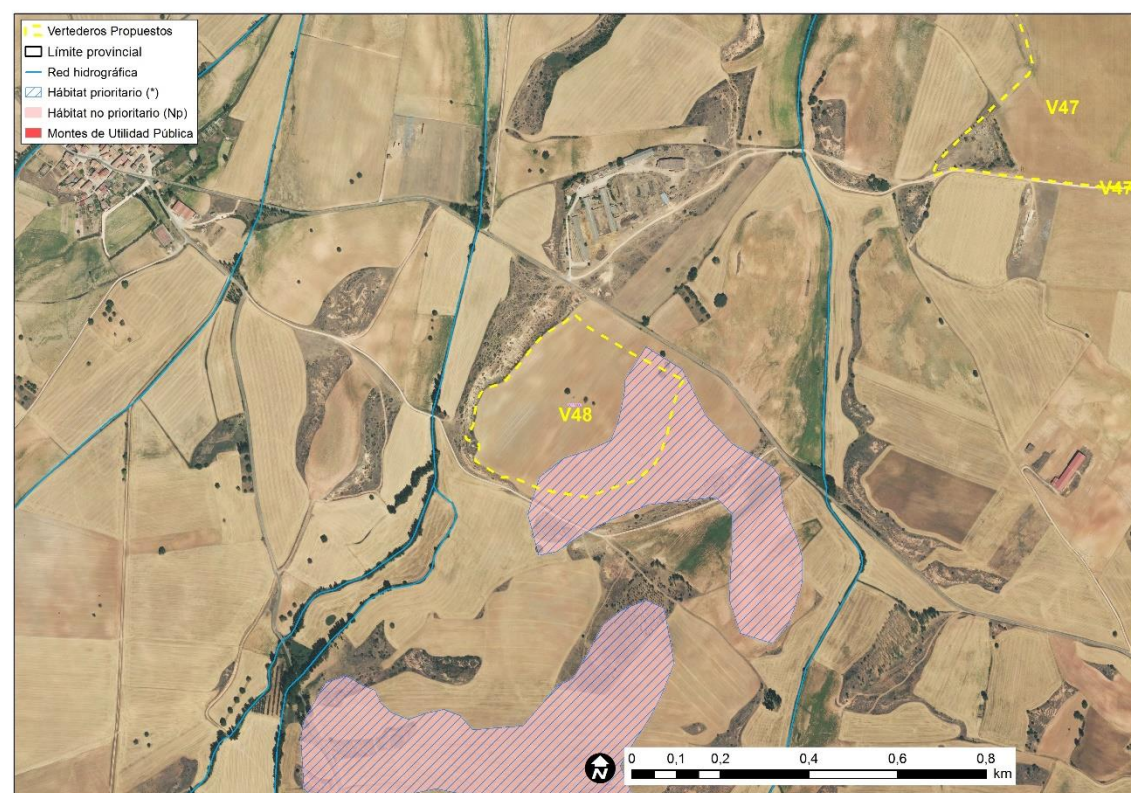 Vertederos Propuestos
Límite provincial
Red hidrográfica
Hábitat prioritario (*)
Hábitat no prioritario (Np)
Montes de Utilidad Pública
V47
V47
V48
N
0 0,1 0,2 0,4 0,6 0,8
km